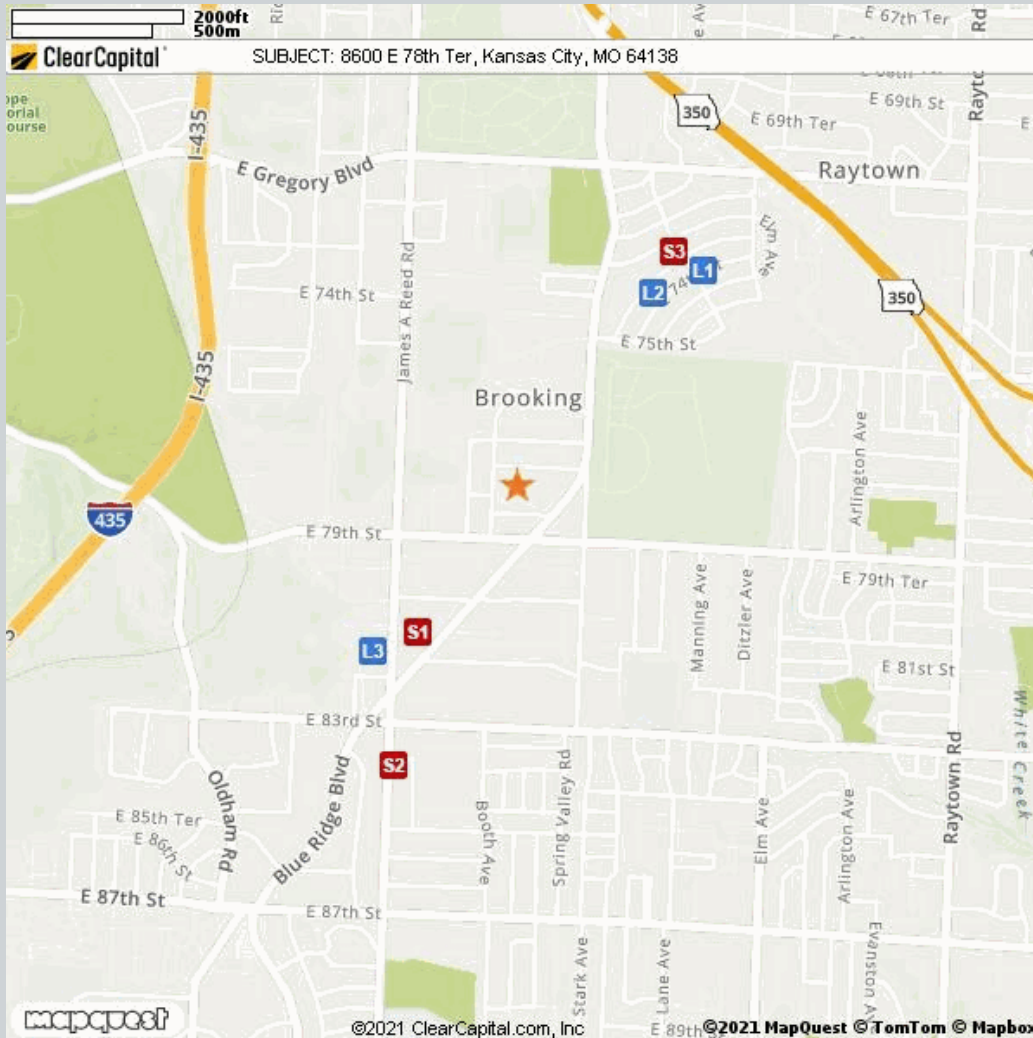 2000ft
500m
ClearCapital
SUBJECT: 8600 E 78th Ter, Kansas City, MO 64138
E 67th Ter
E 69th St
E 69th Ter
350
I-435
E Gregory Blvd
Raytown
S3
L1
L2
Elm Ave
James A Reed Rd
E 74th St
350
E 75th St
I-435
Brooking
Arlington Ave
435
E 79th St
E 79th Ter
Manning Ave
Ditzler Ave
S1
L3
E 81st St
E 83rd St
S2
White Creek
Raytown Rd
Oldham Rd
Blue Ridge Blvd
Booth Ave
Spring Valley Rd
Elm Ave
Arlington Ave
E 85th Ter
E 86th St
E 87th St
E 87th St
Stark Ave
Lane Ave
mapquest
©2021 ClearCapital.com, Inc
©2021 MapQuest © TomTom © Mapbox